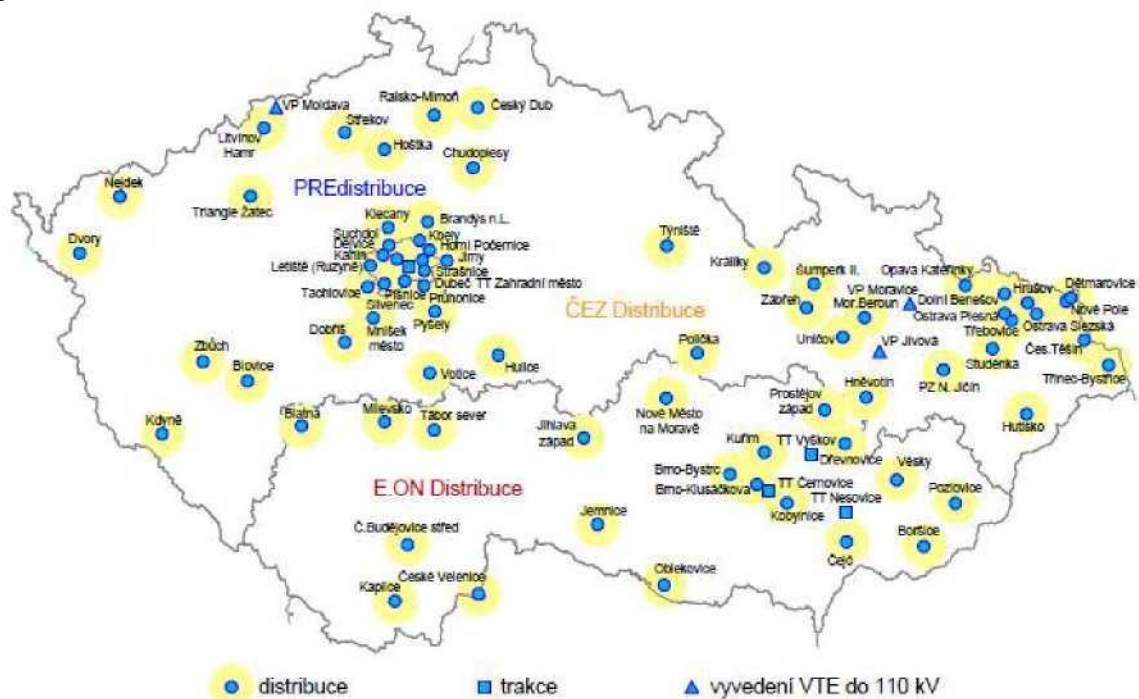 VP Moldava
Ralsko-Mimoň
Český Dub
Litvínov
Hamr
Střekov
Hoštka
Chudoplesy
Nejdek
PREdistribuce
Triangle Žatec
Klecany
Brandýs n.L.
Suchdol
Kbely
Dejvice
Horní Počernice
Karlín
Jirny
Letiště (Ruzyně)
Strašnice
Dubeč
TT Zahradní město
Tachlovice
Písnice
Průhonice
Slivenec
Dvory
Týniště
Králíky
Šumperk II.
Opava Kateřinky
Hrušov
Dětmarovice
Zábřeh
VP Moravice
Dolní Benešov
Nové Pole
Mor.Beroun
Ostrava Plesná
Ostrava Slezská
Třebovice
ČEZ Distribuce
Pyšely
Dobříš
Mníšek
město
Uničov
VP Jívová
Studénka
Čes.Těšín
Zbůch
Blovice
Votice
Hulice
Polička
PZ N. Jičín
Třinec-Bystřice
Hněvotín
Kdyně
Blatná
Milevsko
Tábor sever
Jihlava
západ
Nové Město
na Moravě
Prostějov
západ
Hutisko
Kuřim
TT Vyškov
Dřevnovice
E.ON Distribuce
Brno-Bystrc
Brno-Klusáčkova
TT Černovice
Vésky
TT Nesovice
Pozlovice
Kobylnice
Jemnice
Č.Budějovice střed
Čejč
Boršice
České Velenice
Kaplice
Oblekovice
distribuce
trakce
vyvedení VTE do 110 kV